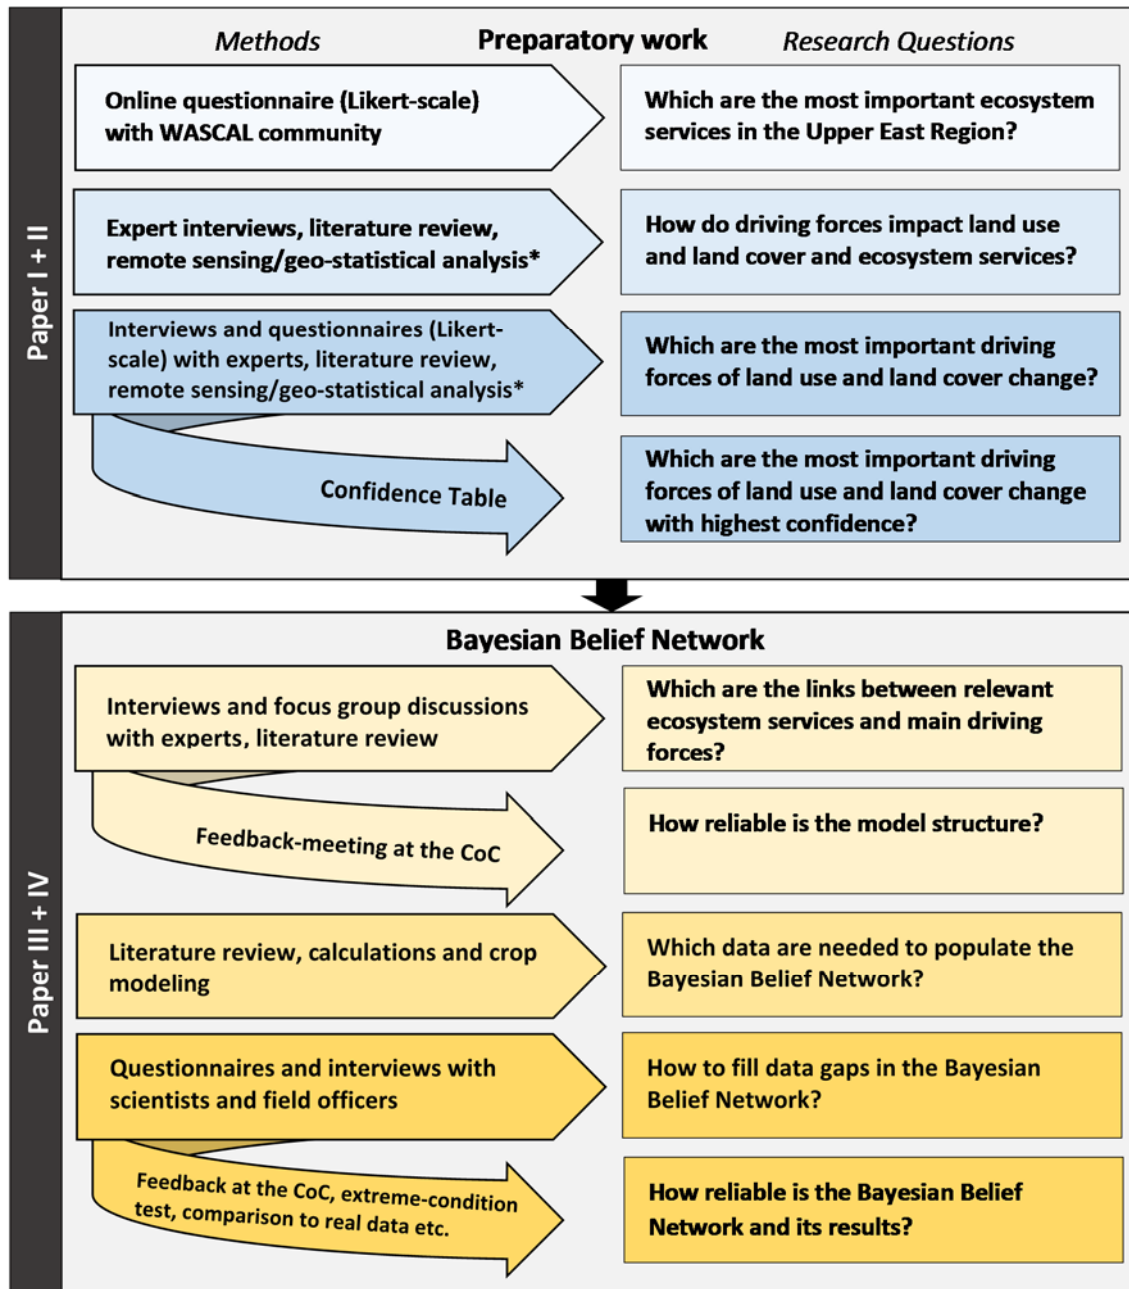 Methods
Preparatory work
Research Questions
Paper I + II
Online questionnaire (Likert-scale)
with WASCAL community
Which are the most important ecosystem
services in the Upper East Region?
Expert interviews, literature review,
remote sensing/geo-statistical analysis*
How do driving forces impact land use
and land cover and ecosystem services?
Interviews and questionnaires (Likert-
scale) with experts, literature review,
remote sensing/geo-statistical analysis*
Which are the most important driving
forces of land use and land cover change?
Confidence Table
Which are the most important driving
forces of land use and land cover change
with highest confidence?
Bayesian Belief Network
Paper III + IV
Interviews and focus group discussions
with experts, literature review
Which are the links between relevant
ecosystem services and main driving
forces?
Feedback-meeting at the CoC
How reliable is the model structure?
Literature review, calculations and crop
modeling
Which data are needed to populate the
Bayesian Belief Network?
Questionnaires and interviews with
scientists and field officers
How to fill data gaps in the Bayesian
Belief Network?
Feedback at the CoC, extreme-condition
test, comparison to real data etc.
How reliable is the Bayesian Belief
Network and its results?